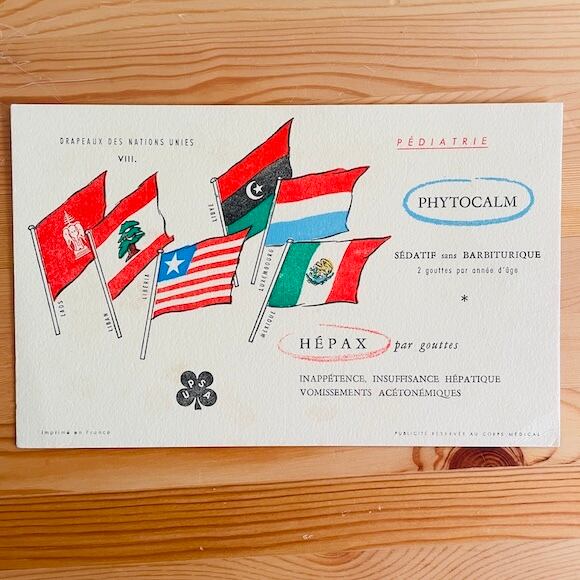 DRAPEAUX DES NATIONS UNIES
VIII.
LAOS
LIBAN
LIBERIA
LIBYE
LUXEMBOURG
MEXIQUE
UPSA
Imprimé en France
PÉDIATRIE
PHYTOCALM
SÉDATIF sans BARBITURIQUE
2 gouttes par année d'âge
*
HÉPAX par gouttes
INAPPÉTENCE, INSUFFISANCE HÉPATIQUE
VOMISSEMENTS ACÉTONÉMIQUES
PUBLICITÉ RÉSERVÉE AU CORPS MÉDICAL